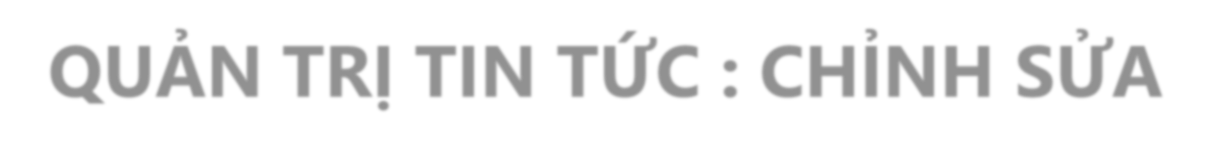 QUẢN TRỊ TIN TỨC : CHỈNH SỬA